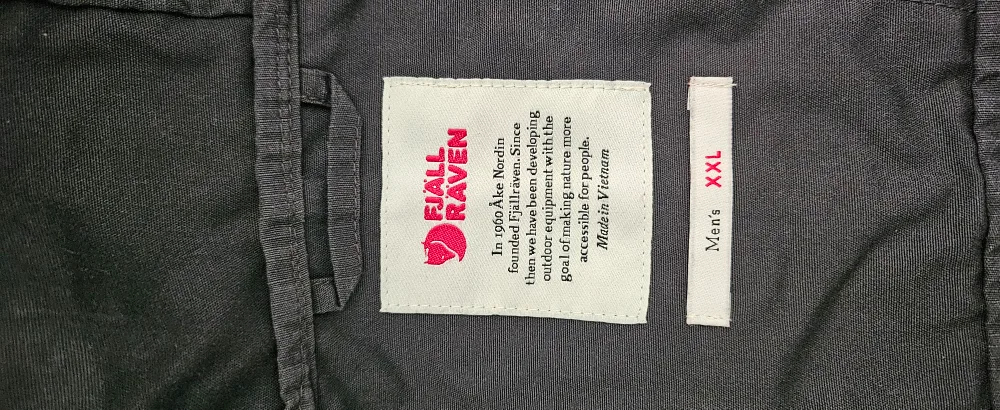 FJÄLL
RÄVEN
In 1960 Åke Nordin
founded Fjällräven. Since
then we have been developing
outdoor equipment with the
goal of making nature more
accessible for people.
Made in Vietnam
Men's XXL